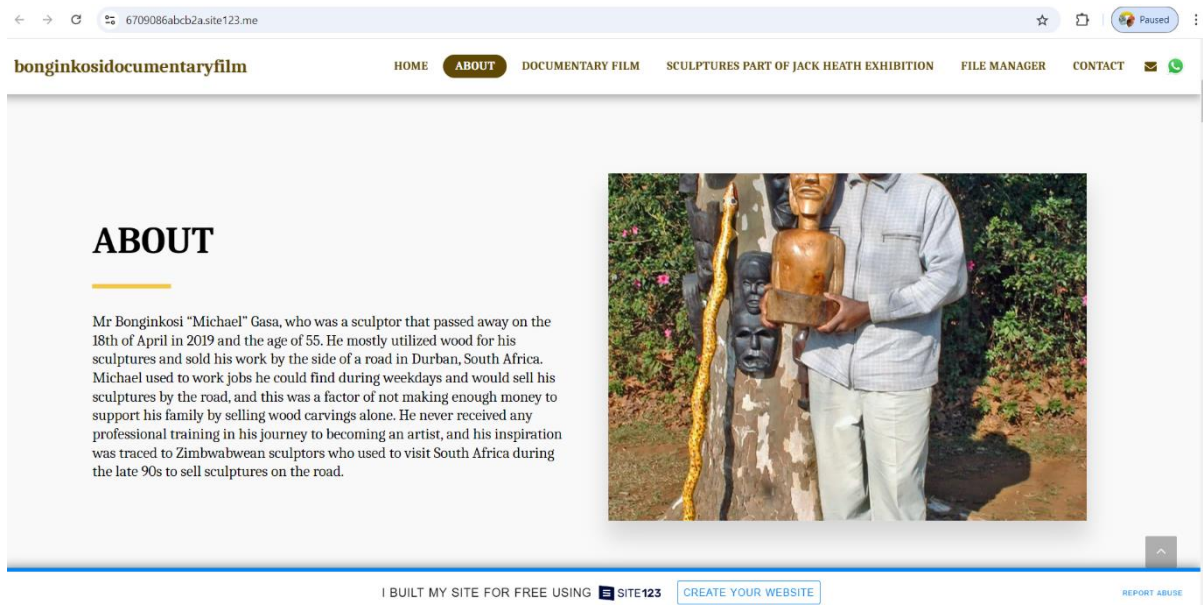 6709086abcb2a.site123.me
Paused
bonginkosidocumentaryfilm
HOME ABOUT DOCUMENTARY FILM SCULPTURES PART OF JACK HEATH EXHIBITION FILE MANAGER CONTACT
ABOUT
Mr Bonginkosi “Michael” Gasa, who was a sculptor that passed away on the
18th of April in 2019 and the age of 55. He mostly utilized wood for his
sculptures and sold his work by the side of a road in Durban, South Africa.
Michael used to work jobs he could find during weekdays and would sell his
sculptures by the road, and this was a factor of not making enough money to
support his family by selling wood carvings alone. He never received any
professional training in his journey to becoming an artist, and his inspiration
was traced to Zimbwabwean sculptors who used to visit South Africa during
the late 90s to sell sculptures on the road.
I BUILT MY SITE FOR FREE USING SITE123 CREATE YOUR WEBSITE REPORT ABUSE